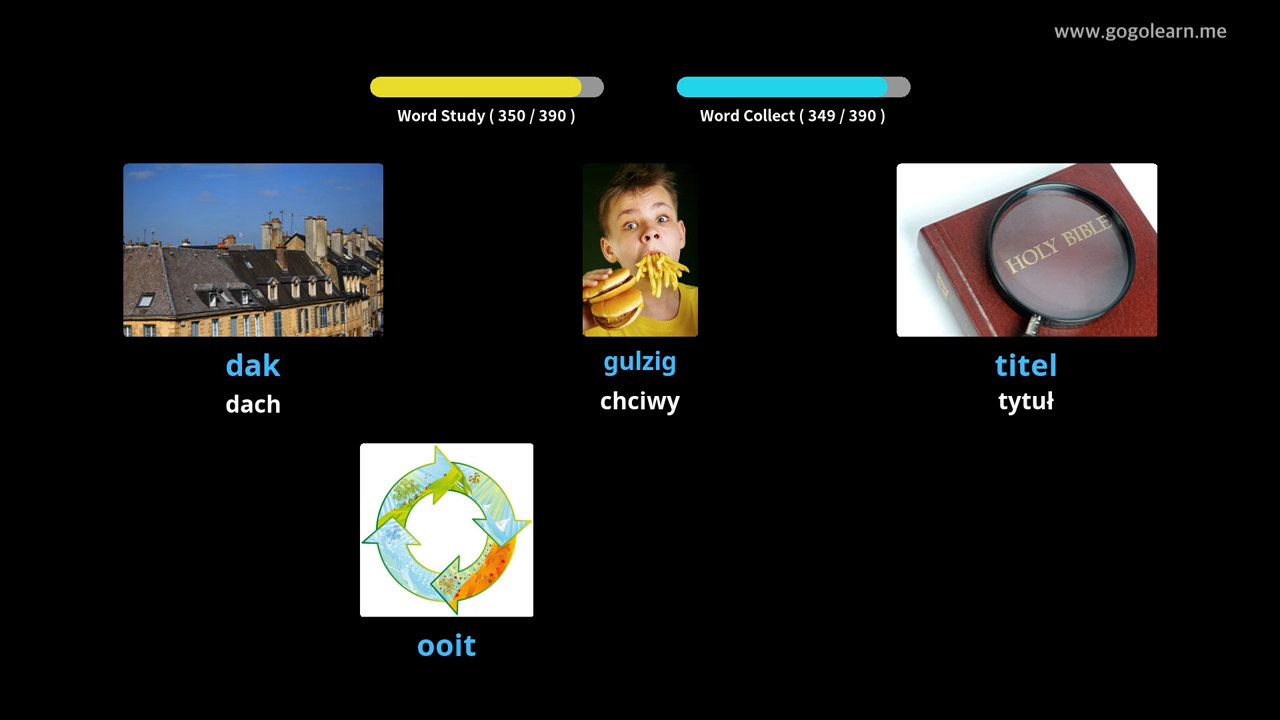 www.gogolearn.me
Word Study ( 350 / 390 )
Word Collect ( 349 / 390 )
HOLY BIBLE
dak
gulzig
titel
dach
chciwy
tytuł
ooit